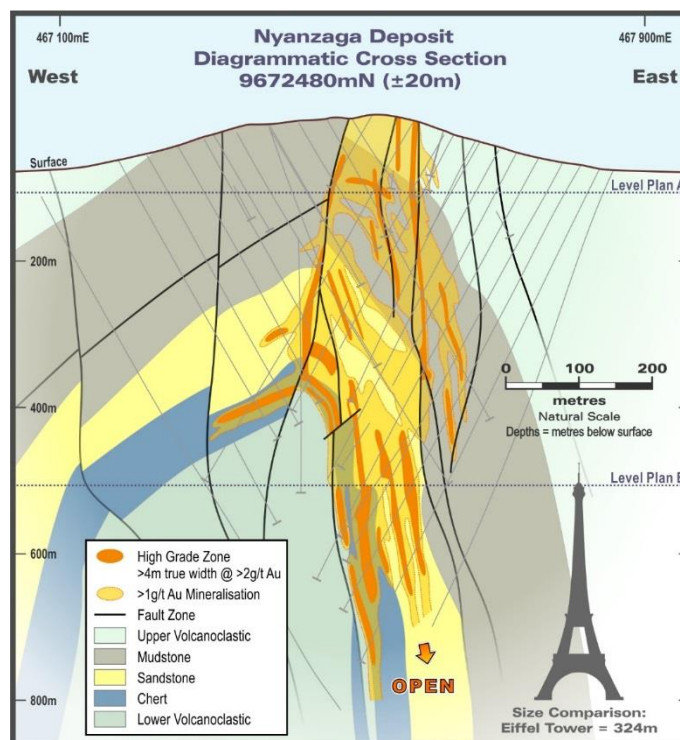 467 100mE
Nyanzaga Deposit
467 900mE
Diagrammatic Cross Section
West
9672480mN (±20m)
East
Surface
Level Plan A
200m
0 100 200
metres
Natural Scale
Depths = metres below surface
400m
Level Plan B
600m
High Grade Zone
>4m true width @ >2g/t Au
>1g/t Au Mineralisation
Fault Zone
Upper Volcanoclastic
Mudstone
Sandstone
Chert
Lower Volcanoclastic
OPEN
800m
Size Comparison:
Eiffel Tower = 324m